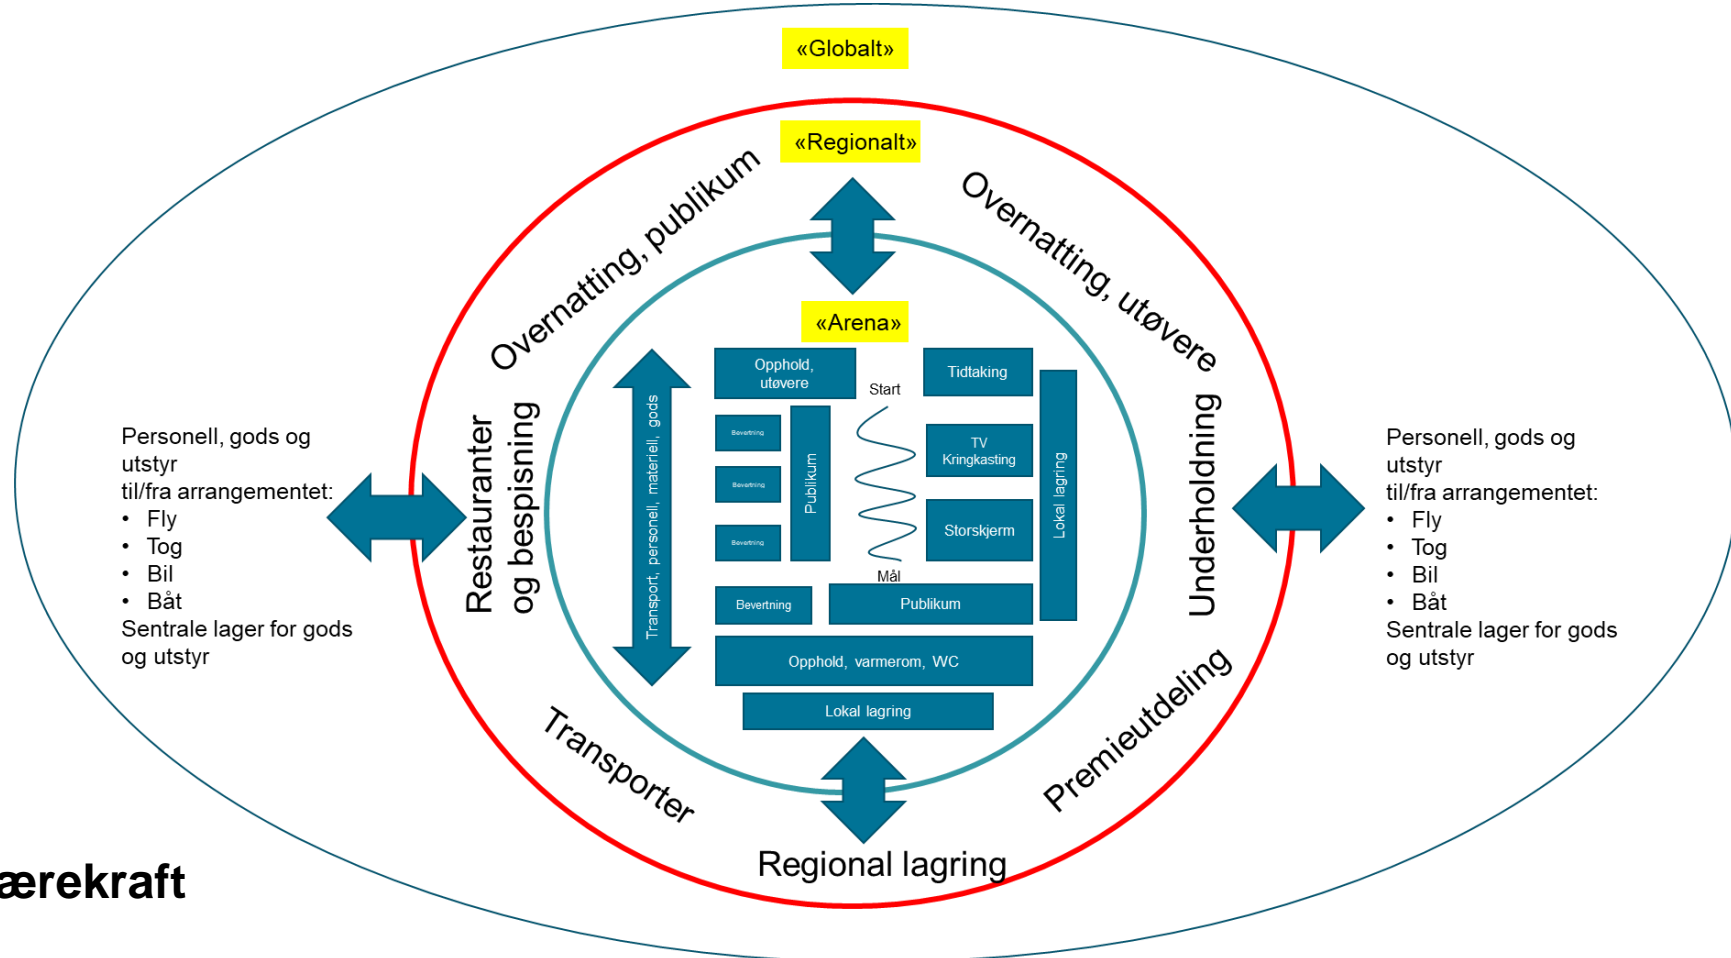 «Globalt»
«Regionalt»
Overnatting, publikum
Overnatting, utøvere
«Arena»
Opphold,
utøvere
Tidtaking
Start
Bevertning
Bevertning
Bevertning
Publikum
TV
Kringkasting
Storskjerm
Lokal lagring
Transport, personell, materiell, gods
Mål
Bevertning
Publikum
Opphold, varmerom, WC
Lokal lagring
Restauranter
og bespisning
Underholdning
Transporter
Premieutdeling
Regional lagring
Personell, gods og
utstyr
til/fra arrangementet:
• Fly
• Tog
• Bil
• Båt
Sentrale lager for gods
og utstyr
Personell, gods og
utstyr
til/fra arrangementet:
• Fly
• Tog
• Bil
• Båt
Sentrale lager for gods
og utstyr
ærekraft